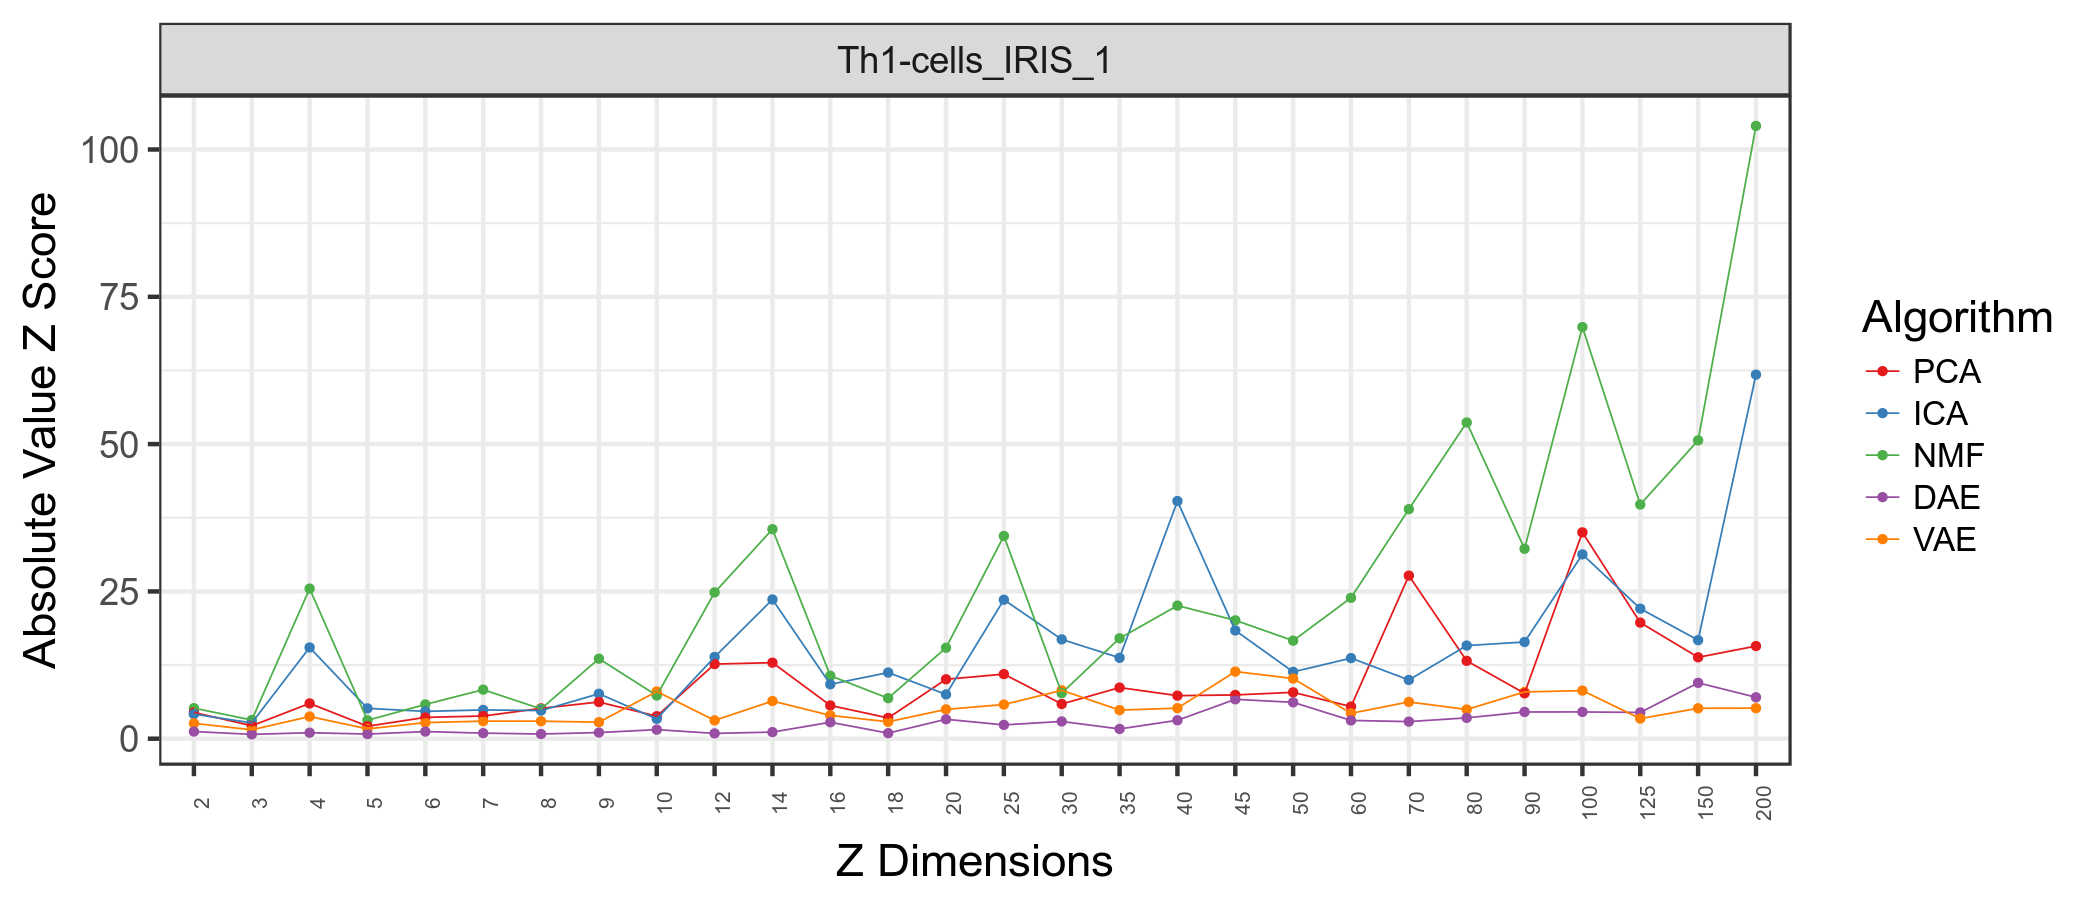 Th1-cells_IRIS_1
Absolute Value Z Score
100
75
50
25
0
2 3 4 5 6 7 8 9 10 12 14 16 18 20 25 30 35 40 45 50 60 70 80 90 100 125 150 200
Z Dimensions
Algorithm
PCA
ICA
NMF
DAE
VAE